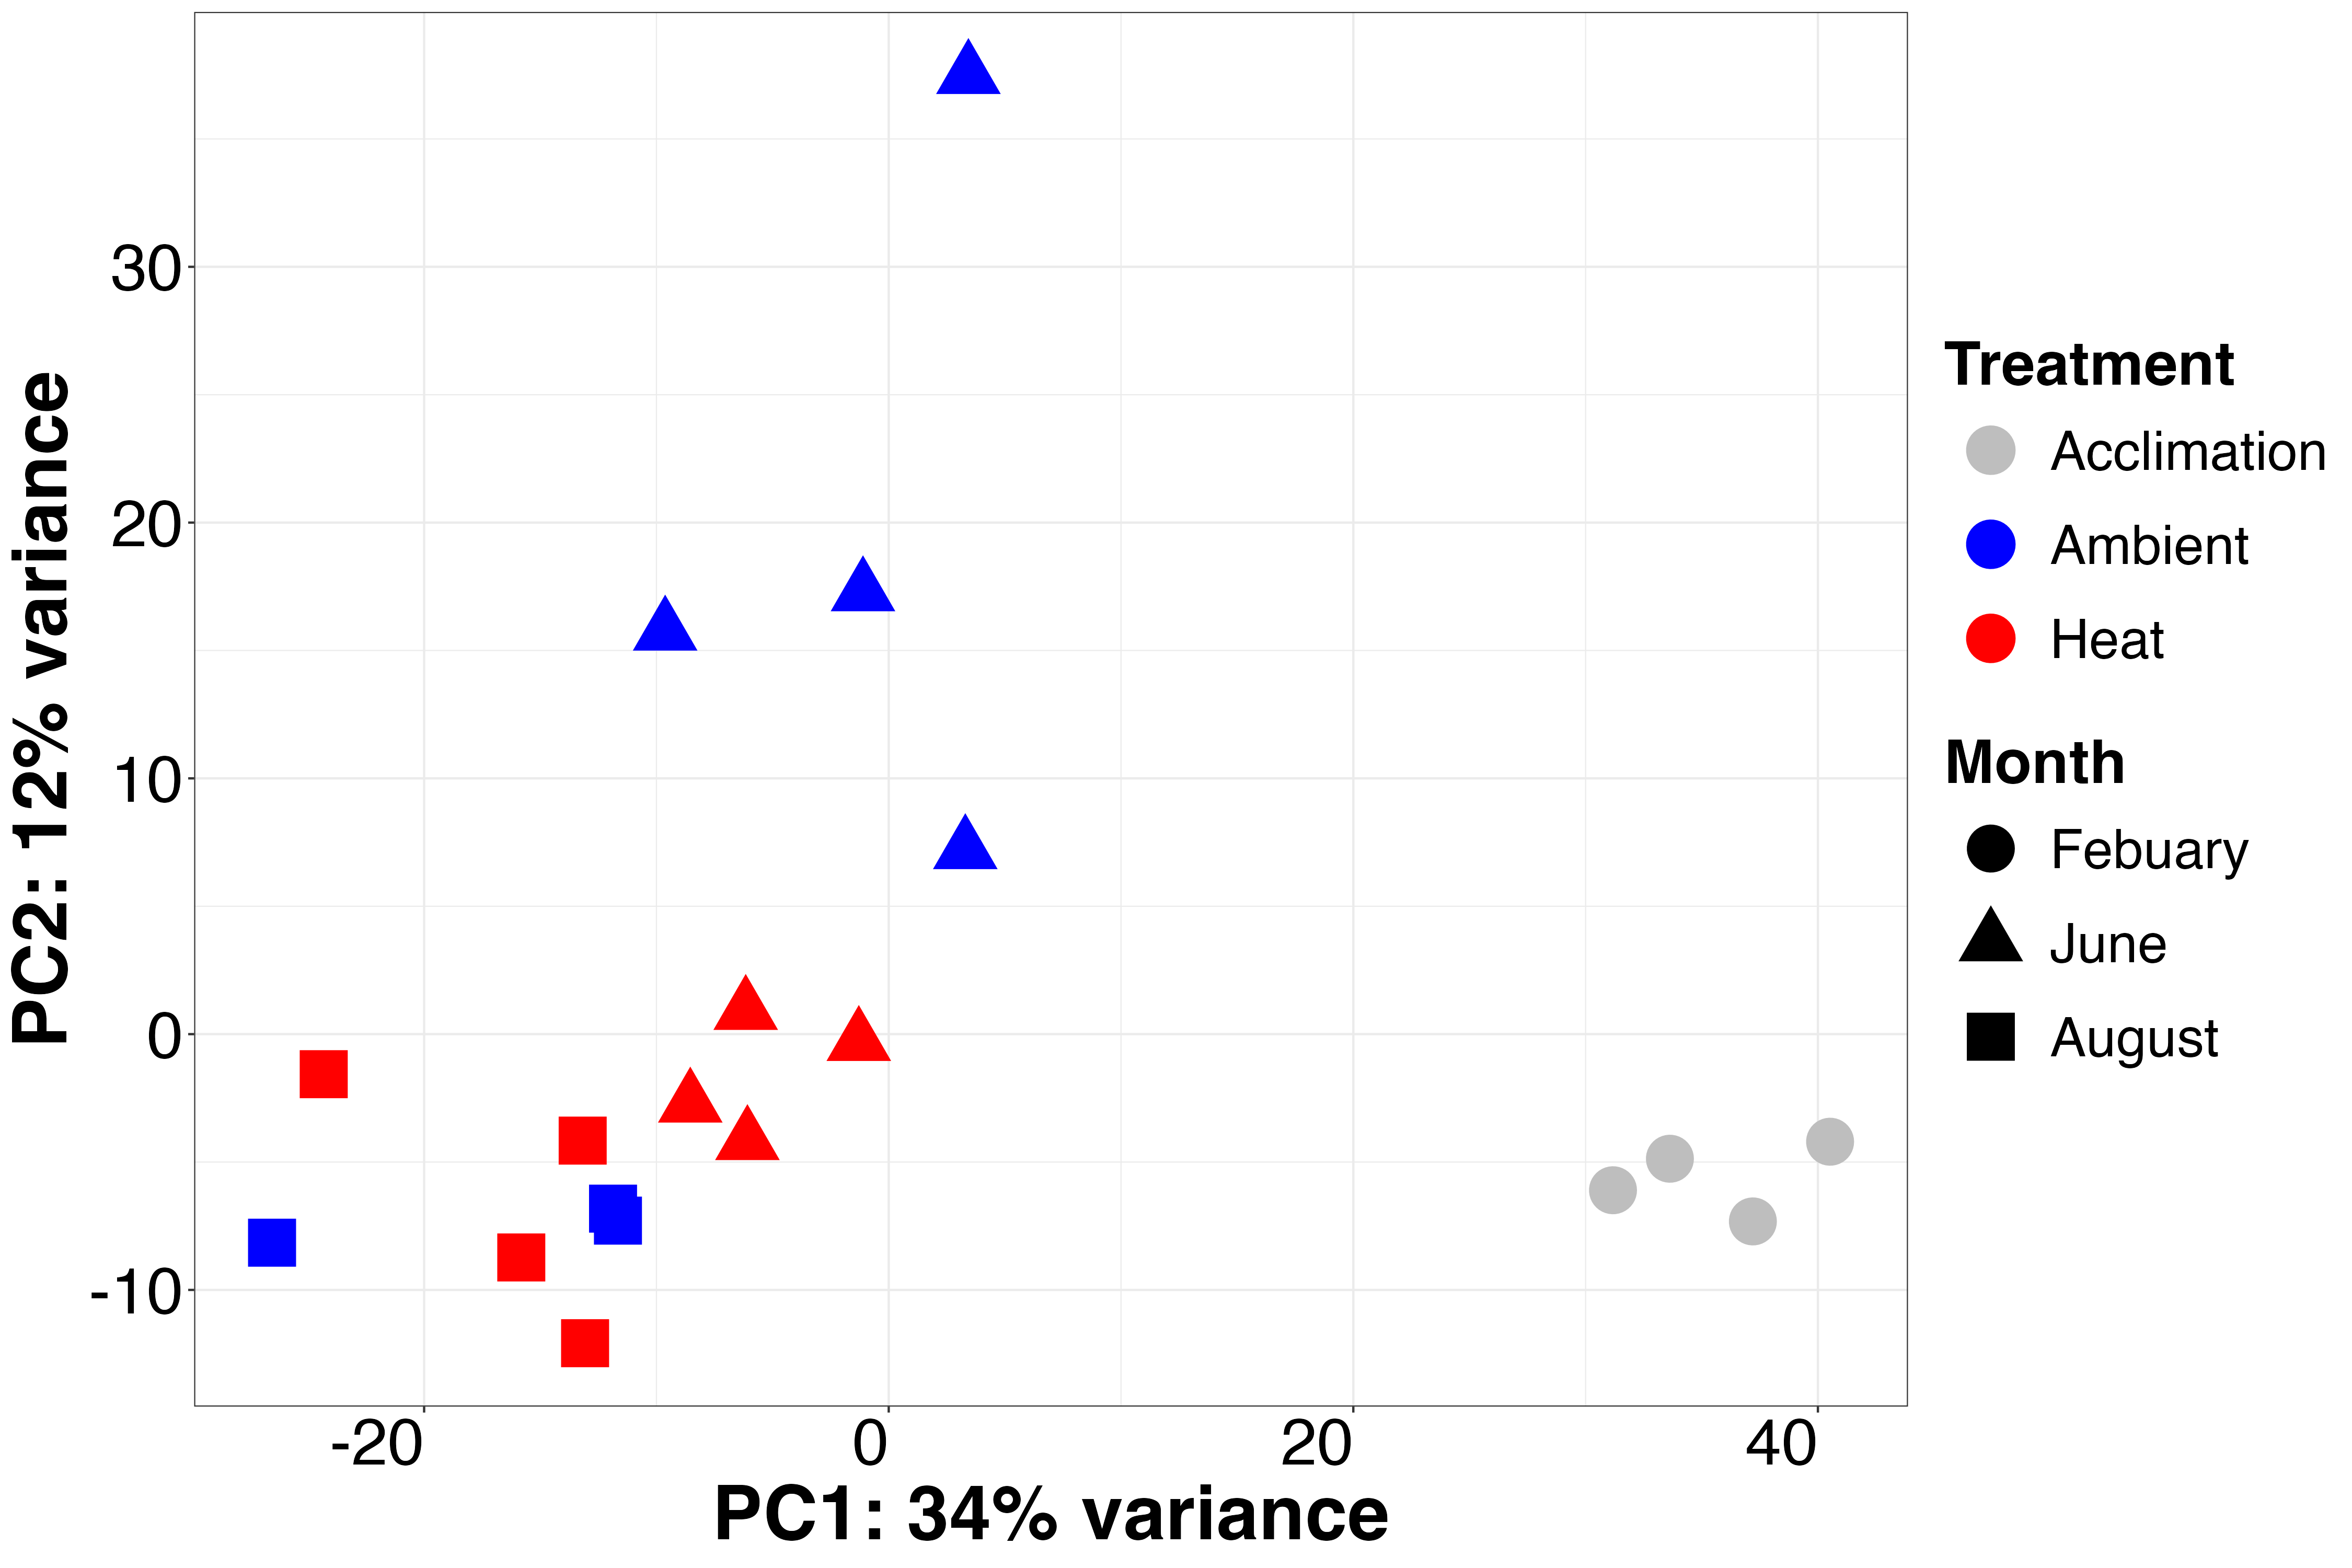 PC2: 12% variance
30
20
10
0
-10
-20
0
20
40
PC1: 34% variance
Treatment
Acclimation
Ambient
Heat
Month
Febuary
June
August